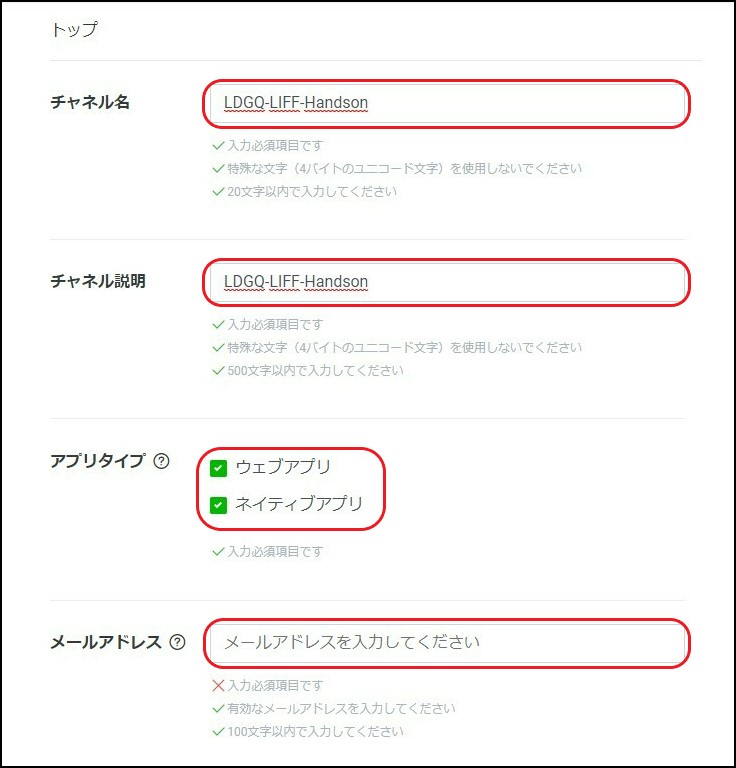 トップ
チャネル名
LDGQ-LIFF-Handson
入力必須項目です
特殊な文字（4バイトのユニコード文字）を使用しないでください
20文字以内で入力してください
チャネル説明
LDGQ-LIFF-Handson
入力必須項目です
特殊な文字（4バイトのユニコード文字）を使用しないでください
500文字以内で入力してください
アプリタイプ ?
ウェブアプリ
ネイティブアプリ
入力必須項目です
メールアドレス ?
メールアドレスを入力してください
入力必須項目です
有効なメールアドレスを入力してください
100文字以内で入力してください